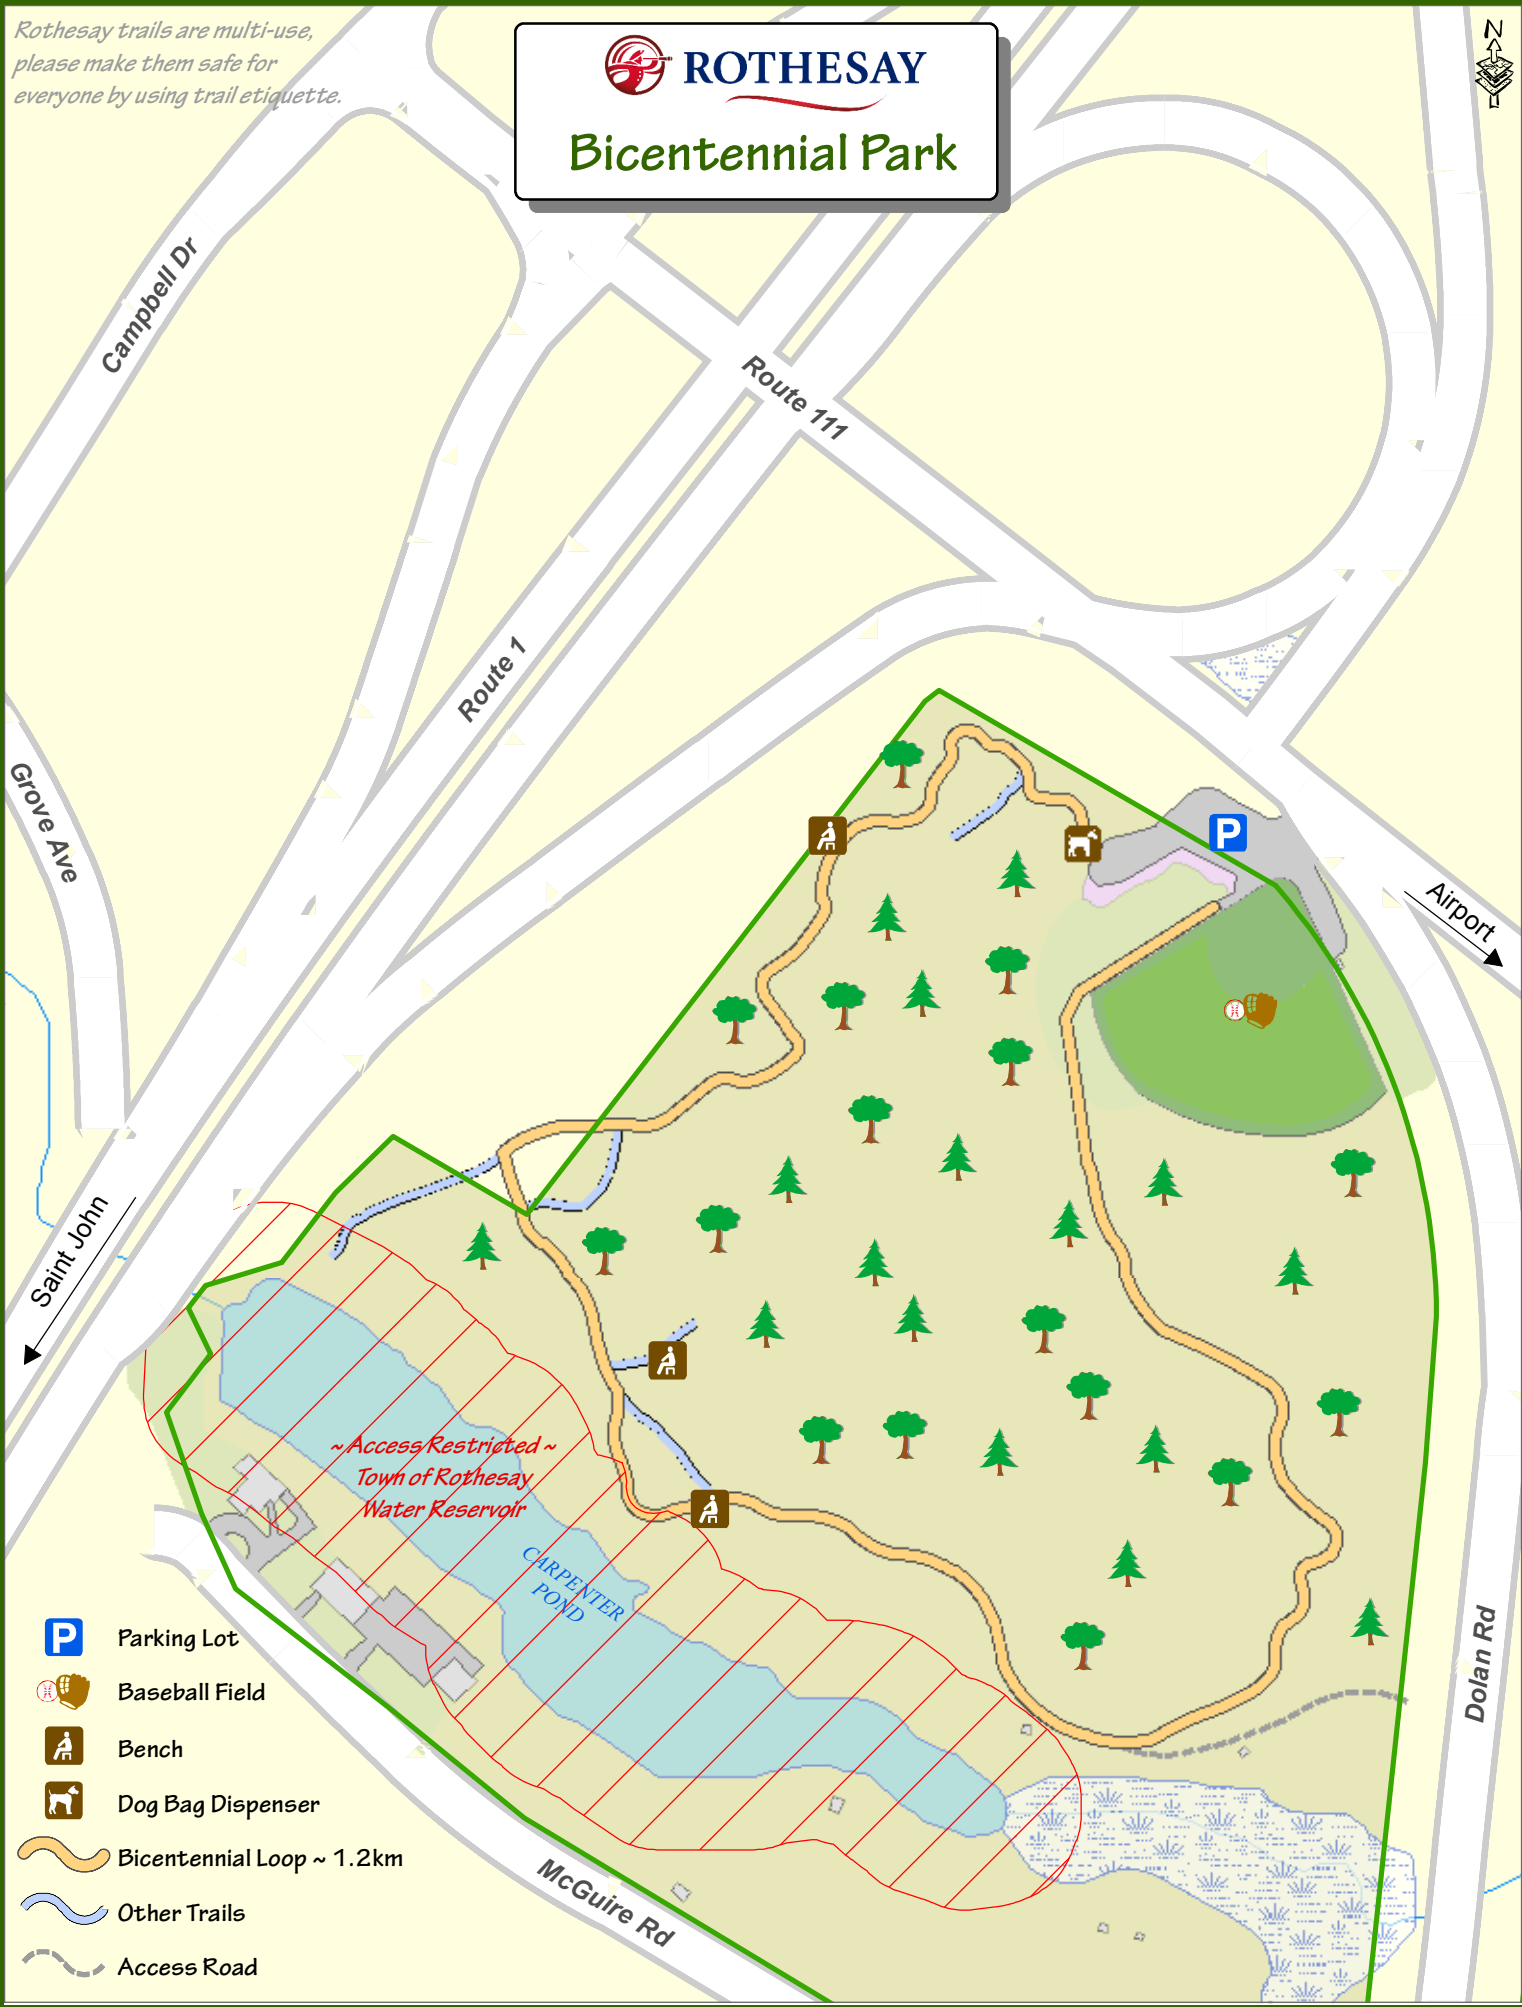 Rothesay trails are multi-use,
please make them safe for
everyone by using trail etiquette.
ROTHESAY
Bicentennial Park
N
Campbell Dr
Route 111
Route 1
Grove Ave
P
Airport
Saint John
~ Access Restricted ~
Town of Rothesay
Water Reservoir
CARPENTER
POND
Dolan Rd
McGuire Rd
P Parking Lot
Baseball Field
Bench
Dog Bag Dispenser
Bicentennial Loop ~ 1.2km
Other Trails
Access Road